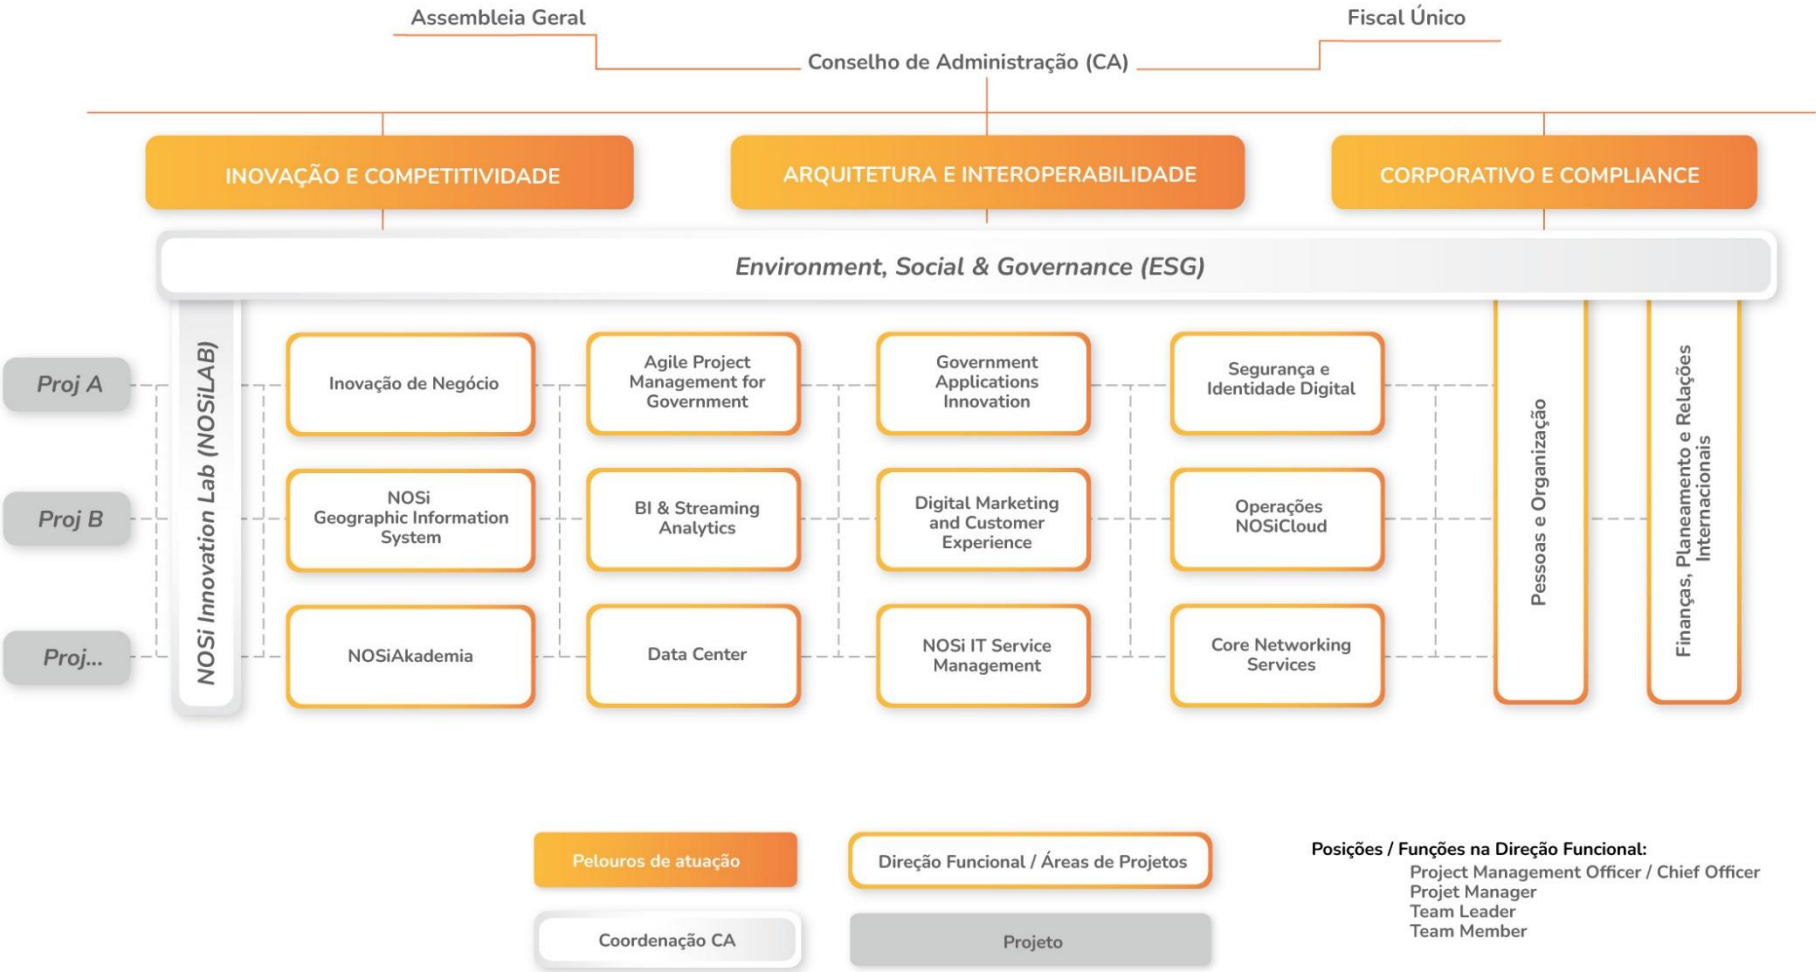 Assembleia Geral
Fiscal Único
Conselho de Administração (CA)
INOVAÇÃO E COMPETITIVIDADE
ARQUITETURA E INTEROPERABILIDADE
CORPORATIVO E COMPLIANCE
Environment, Social & Governance (ESG)
NOSi Innovation Lab (NOSiLAB)
Proj A
Inovação de Negócio
Agile Project
Management for
Government
Government
Applications
Innovation
Segurança e
Identidade Digital
Proj B
NOSi
Geographic Information
System
BI & Streaming
Analytics
Digital Marketing
and Customer
Experience
Operações
NOSiCloud
Proj...
NOSiAkademia
Data Center
NOSi IT Service
Management
Core Networking
Services
Pessoas e Organização
Finanças, Planeamento e Relações
Internacionais
Pelouros de atuação
Direção Funcional / Áreas de Projetos
Coordenação CA
Projeto
Posições / Funções na Direção Funcional:
Project Management Officer / Chief Officer
Projet Manager
Team Leader
Team Member